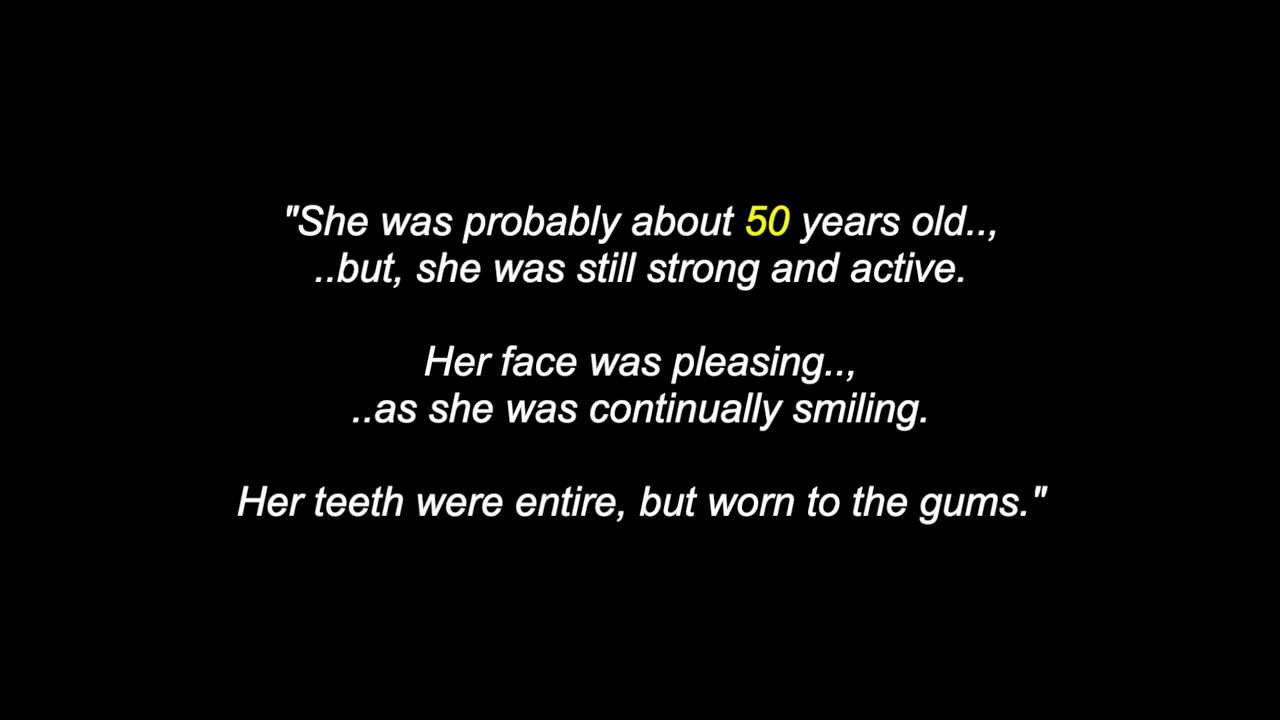 "She was probably about 50 years old..,
..but, she was still strong and active.
Her face was pleasing..,
..as she was continually smiling.
Her teeth were entire, but worn to the gums."